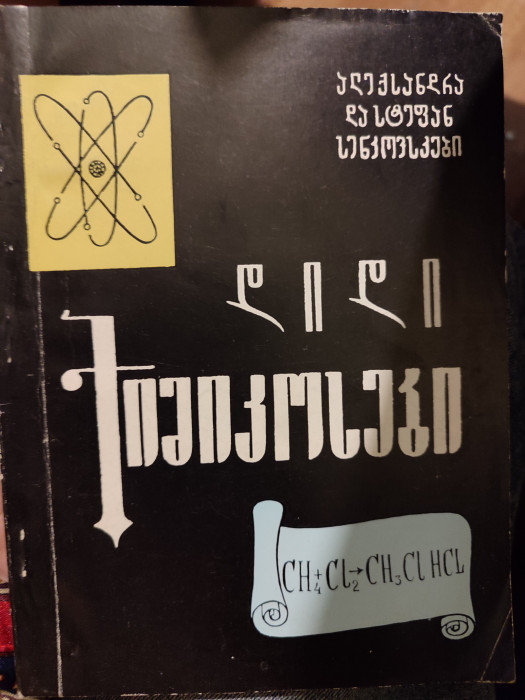 ალექსანდრა
და სტეფან
სენკოვსკები
დიდი
ქიმიკოსები
CH₄+Cl₂→CH₃Cl HCL